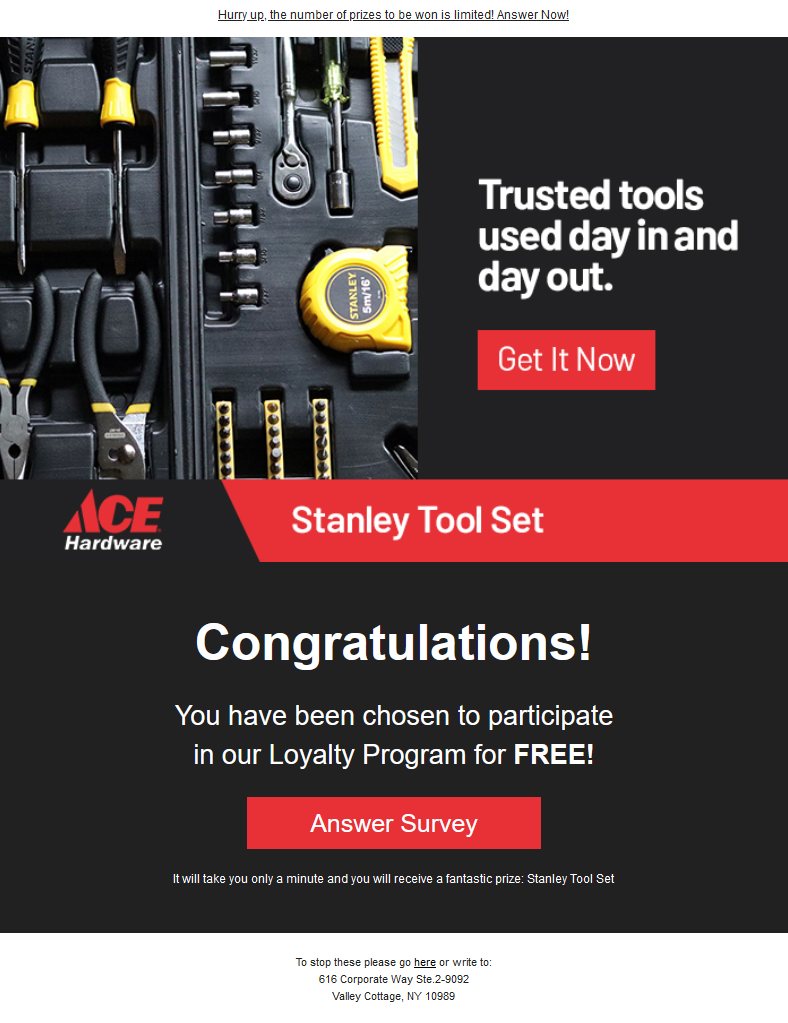 Hurry up, the number of prizes to be won is limited! Answer Now!
STANLEY
5m/16'
Trusted tools
used day in and
day out.
Get It Now
ACE
Hardware
Stanley Tool Set
Congratulations!
You have been chosen to participate
in our Loyalty Program for FREE!
Answer Survey
It will take you only a minute and you will receive a fantastic prize: Stanley Tool Set
To stop these please go here or write to:
616 Corporate Way Ste.2-9092
Valley Cottage, NY 10989